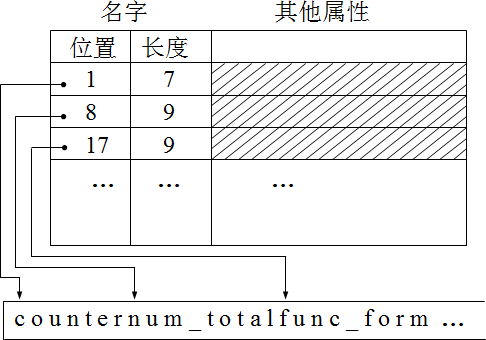 名字 其他属性
位置 长度
1 7
8 9
17 9
... ... ...
counternum_totalfunc_form ...